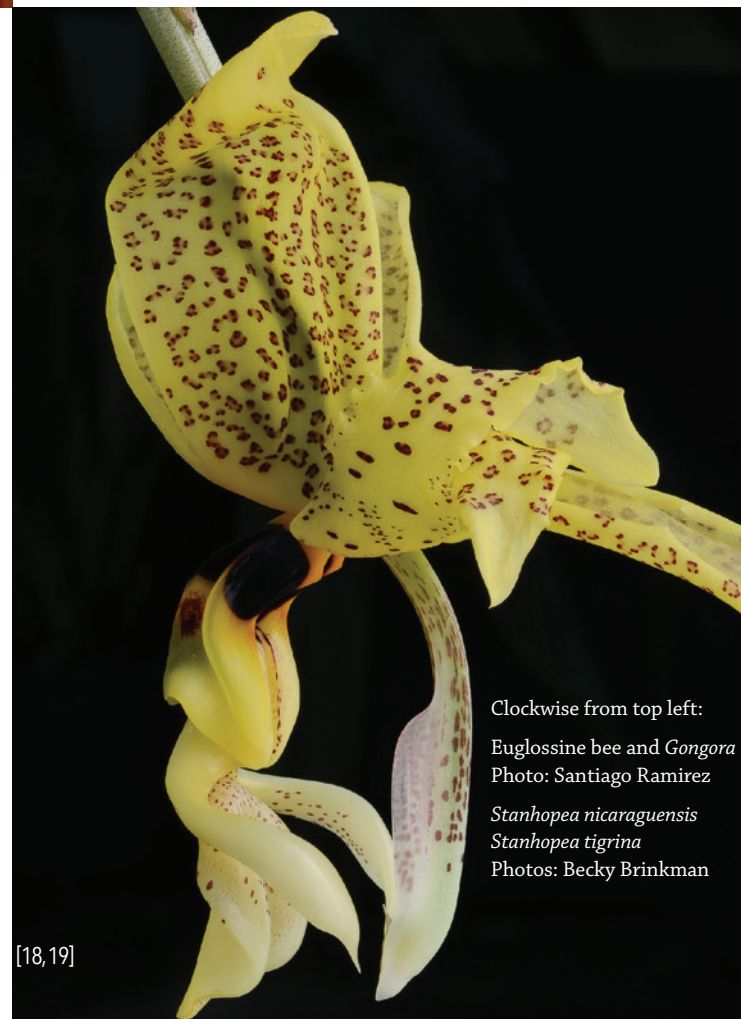 Clockwise from top left:
Euglossine bee and Gongora
Photo: Santiago Ramirez
Stanhopea nicaraguensis
Stanhopea tigrina
Photos: Becky Brinkman
[18,19]